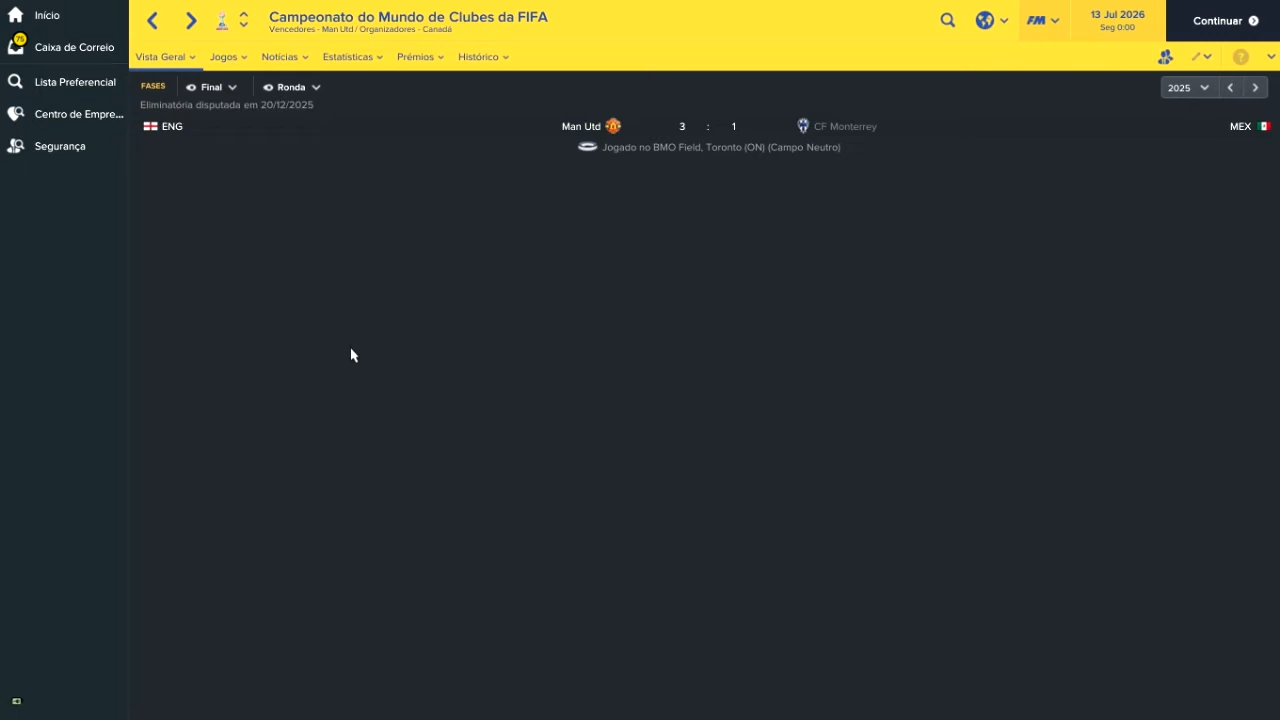 Início
75
Caixa de Correio
Lista Preferencial
Centro de Empre...
Segurança
Campeonato do Mundo de Clubes da FIFA
Vencedores - Man Utd / Organizadores - Canadá
FM
13 Jul 2026
Seg 0:00
Continuar
Vista Geral
Jogos
Notícias
Estatísticas
Prémios
Histórico
?
FASES
Final
Ronda
2025
Eliminatória disputada em 20/12/2025
ENG Man Utd 3 : 1 CF Monterrey MEX
Jogado no BMO Field, Toronto (ON) (Campo Neutro)